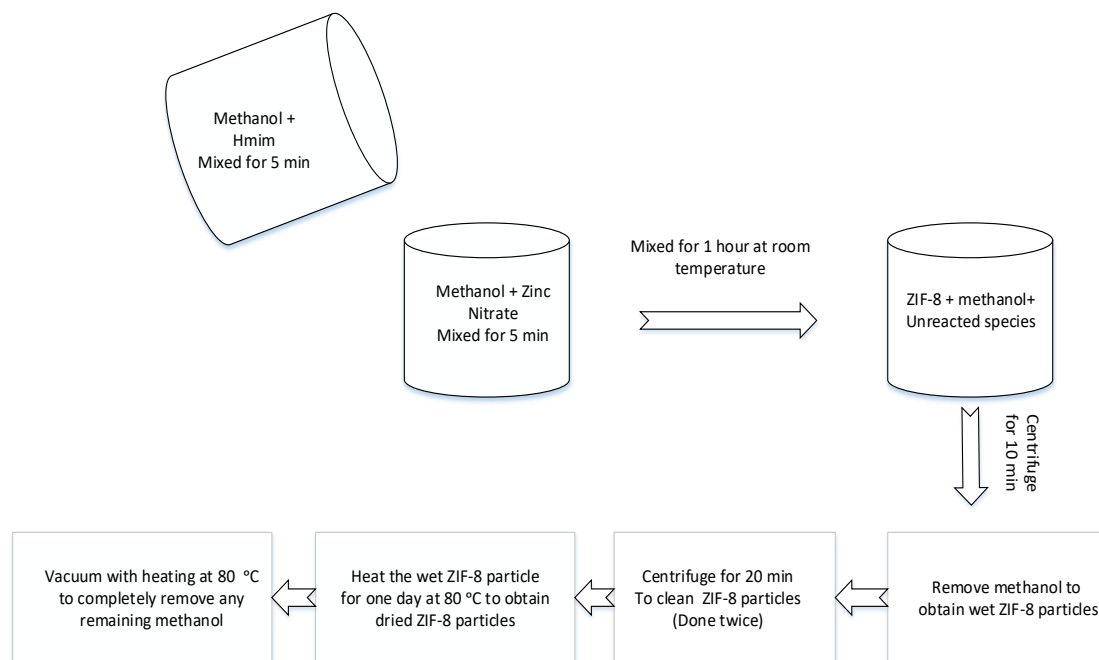 Methanol +
Hmim
Mixed for 5 min
Methanol + Zinc
Nitrate
Mixed for 5 min
Mixed for 1 hour at room
temperature
ZIF-8 + methanol+
Unreacted species
Centrifuge
for 10 min
Remove methanol to
obtain wet ZIF-8 particles
Centrifuge for 20 min
To clean  ZIF-8 particles
(Done twice)
Heat the wet ZIF-8 particle
for one day at 80 °C to obtain
dried ZIF-8 particles
Vacuum with heating at 80  °C
to completely remove any
remaining methanol